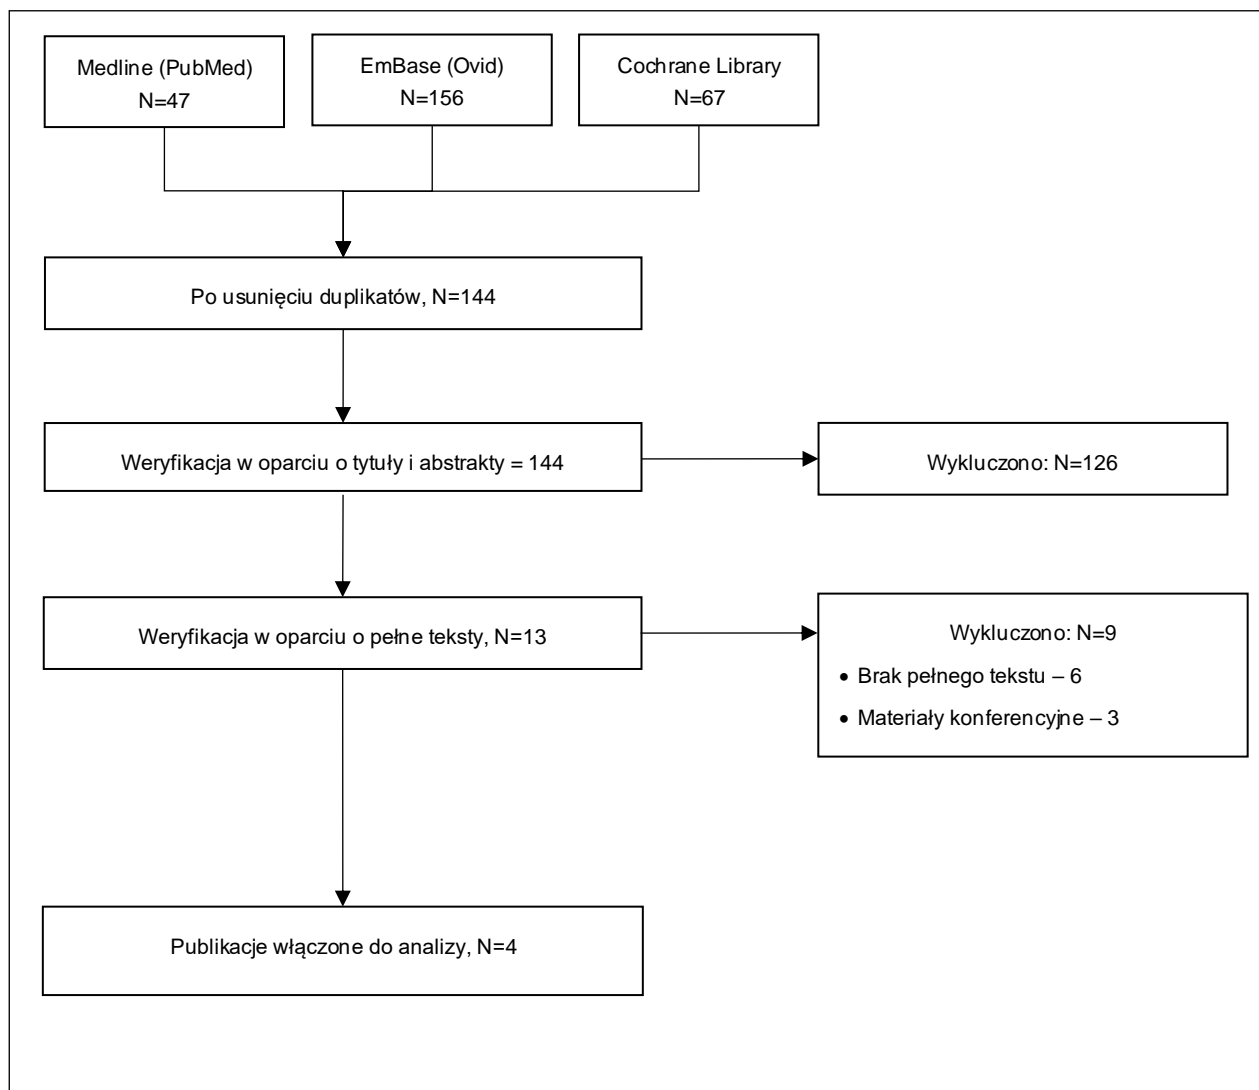 Medline (PubMed)
N=47
EmBase (Ovid)
N=156
Cochrane Library
N=67
Po usunięciu duplikatów, N=144
Weryfikacja w oparciu o tytuły i abstrakty = 144
Wykluczono: N=126
Weryfikacja w oparciu o pełne teksty, N=13
Wykluczono: N=9
• Brak pełnego tekstu – 6
• Materiały konferencyjne – 3
Publikacje włączone do analizy, N=4